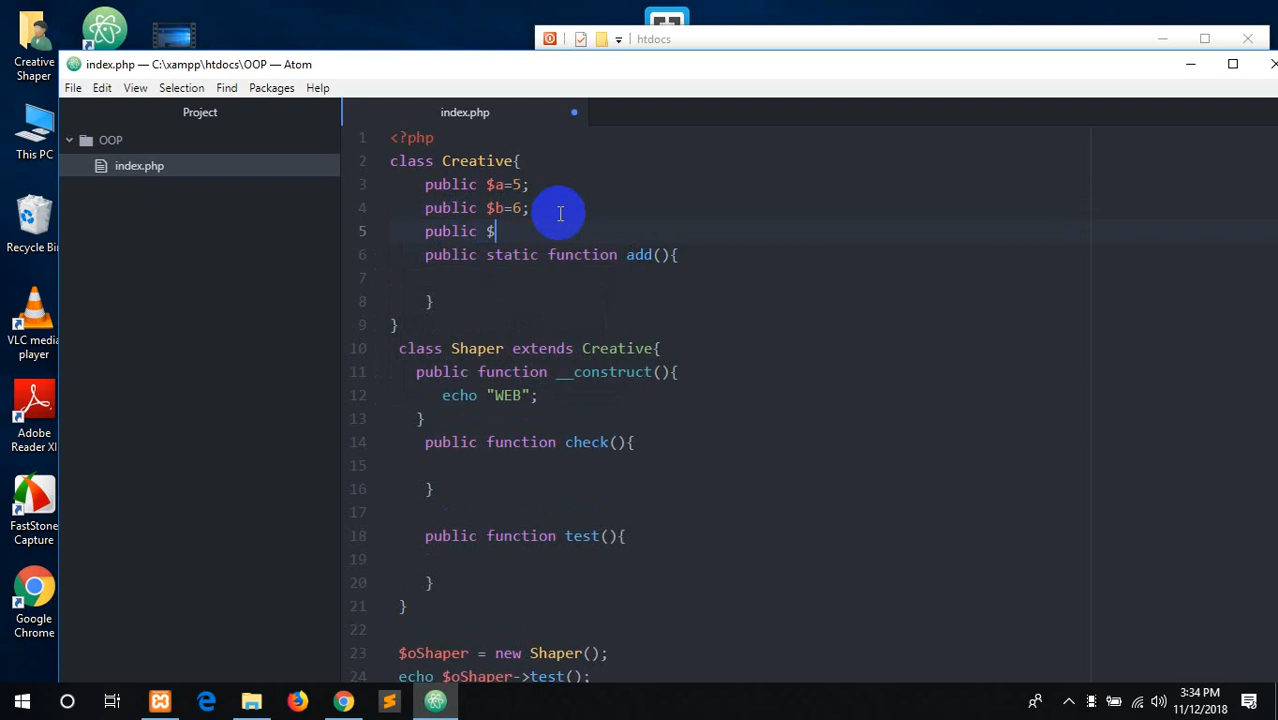 Creative
Shaper
This PC
Recycle Bin
VLC media
player
Adobe
Reader XI
FastStone
Capture
Google
Chrome
htdocs
index.php — C:\xampp\htdocs\OOP — Atom
File Edit View Selection Find Packages Help
Project
OOP
index.php
index.php
1 <?php
2 class Creative{
3 public $a=5;
4 public $b=6;
5 public $
6 public static function add(){
7
8 }
9 }
10 class Shaper extends Creative{
11 public function __construct(){
12 echo "WEB";
13 }
14 public function check(){
15
16 }
17
18 public function test(){
19
20 }
21 }
22
23 $oShaper = new Shaper();
24 echo $oShaper->test();
3:34 PM
11/12/2018